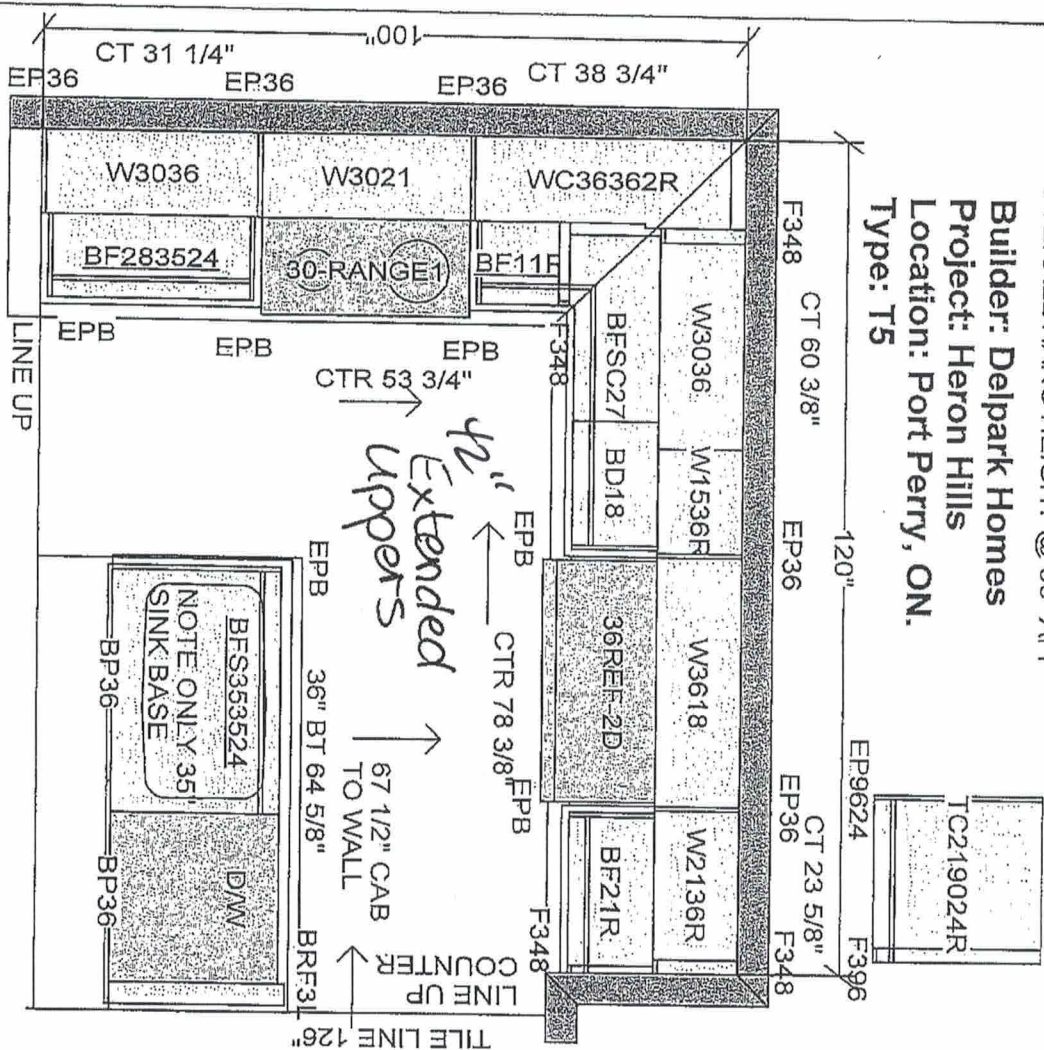 Builder: Delpark Homes
Project: Heron Hills
Location: Port Perry, ON.
Type: T5
100"
CT 31 1/4"
CT 38 3/4"
EP36
EP36
EP36
W3036
W3021
WC36362R
BF283524
30-RANGE1
BF11R
EPB
EPB
EPB
LINE UP
F348
CT 60 3/8"
120"
EP36
EP36
CT 23 5/8"
F348
W3036
W1536R
W3618
W2136R
F348
BFSC27
BD18
36REF-2D
BF21R
F348
EP9624
TC219024R
F396
CTR 53 3/4"
42"
Extended
Uppers
EPB
CTR 78 3/8"
EPB
EPB
36" BT 64 5/8"
67 1/2" CAB
TO WALL
BRF3
BFS353524
NOTE ONLY 35"
SINK BASE
D/W
BP36
BP36
LINE UP
COUNTER
TILE LINE 126"